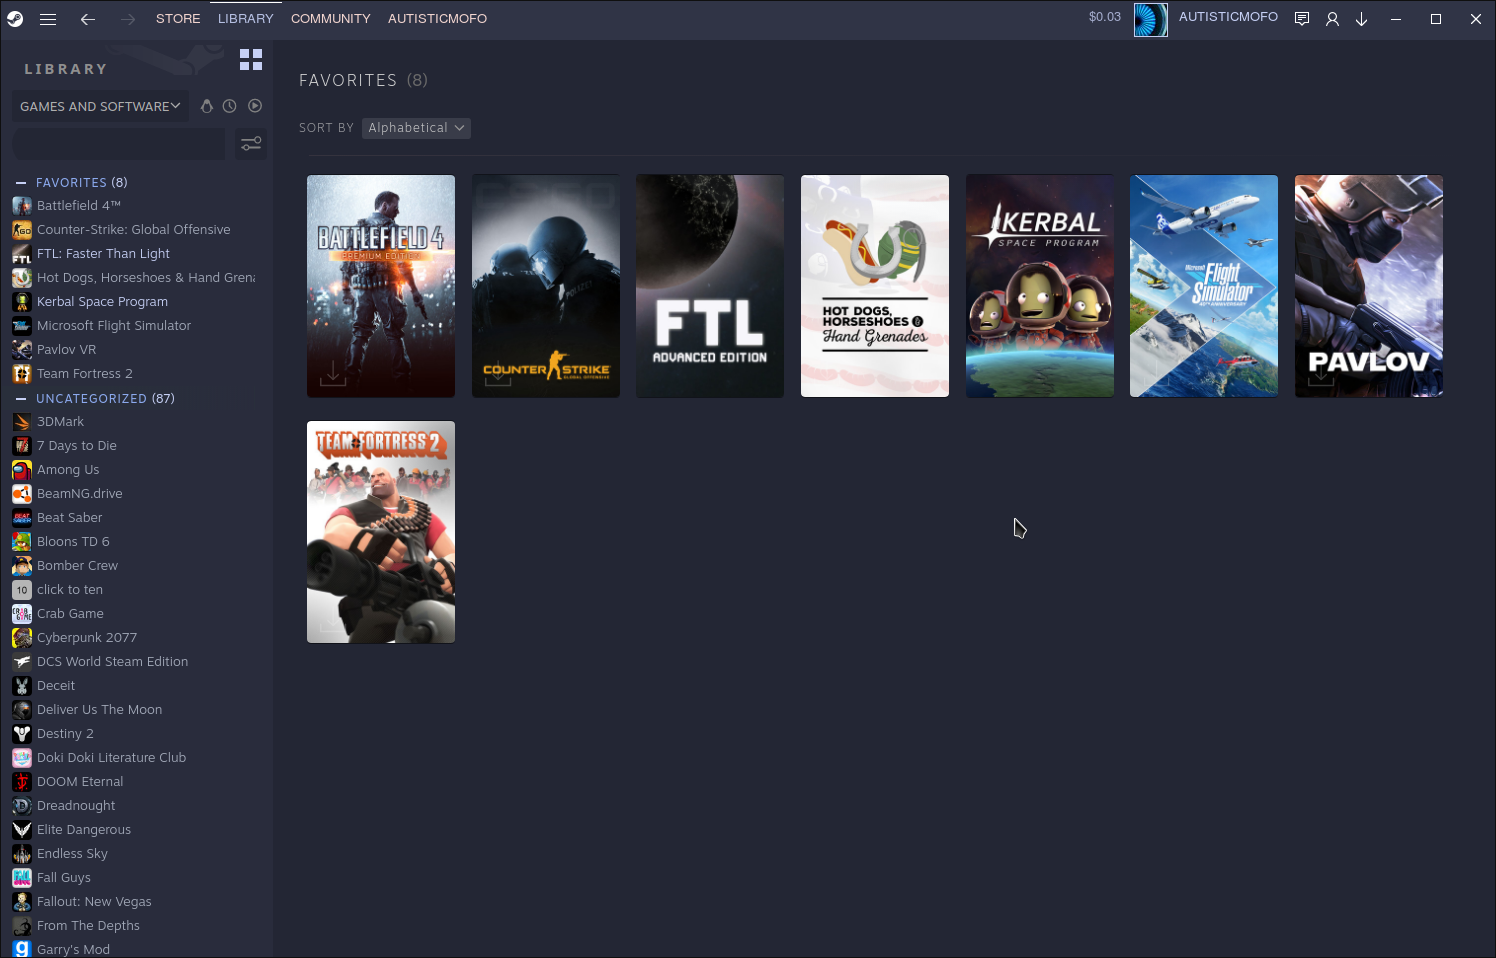 STORE LIBRARY COMMUNITY AUTISTICMOFO $0.03 AUTISTICMOFO
LIBRARY
GAMES AND SOFTWARE
FAVORITES (8)
Battlefield 4™
Counter-Strike: Global Offensive
FTL: Faster Than Light
Hot Dogs, Horseshoes & Hand Grena
Kerbal Space Program
Microsoft Flight Simulator
Pavlov VR
Team Fortress 2
UNCATEGORIZED (87)
3DMark
7 Days to Die
Among Us
BeamNG.drive
Beat Saber
Bloons TD 6
Bomber Crew
10 click to ten
Crab Game
Cyberpunk 2077
DCS World Steam Edition
Deceit
Deliver Us The Moon
Destiny 2
Doki Doki Literature Club
DOOM Eternal
Dreadnought
Elite Dangerous
Endless Sky
Fall Guys
Fallout: New Vegas
From The Depths
Garry's Mod
FAVORITES (8)
SORT BY Alphabetical
BATTLEFIELD 4
PREMIUM EDITION
POLIZEI
COUNTER STRIKE
GLOBAL OFFENSIVE
FTL
ADVANCED EDITION
HOT DOGS,
HORSESHOES &
Hand Grenades
KERBAL
SPACE PROGRAM
Microsoft
Flight
Simulator
40th ANNIVERSARY
PAVLOV
TEAM FORTRESS 2